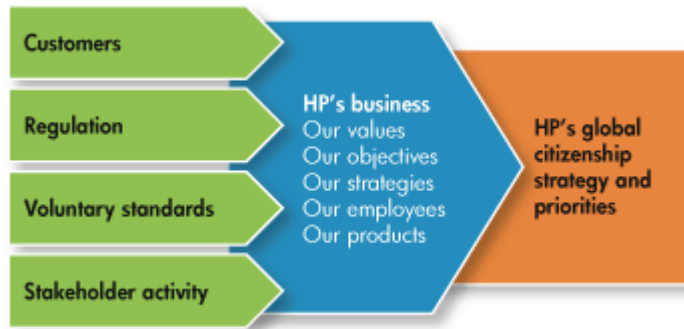 Customers
Regulation
Voluntary standards
Stakeholder activity
HP's business
Our values
Our objectives
Our strategies
Our employees
Our products
HP's global
citizenship
strategy and
priorities